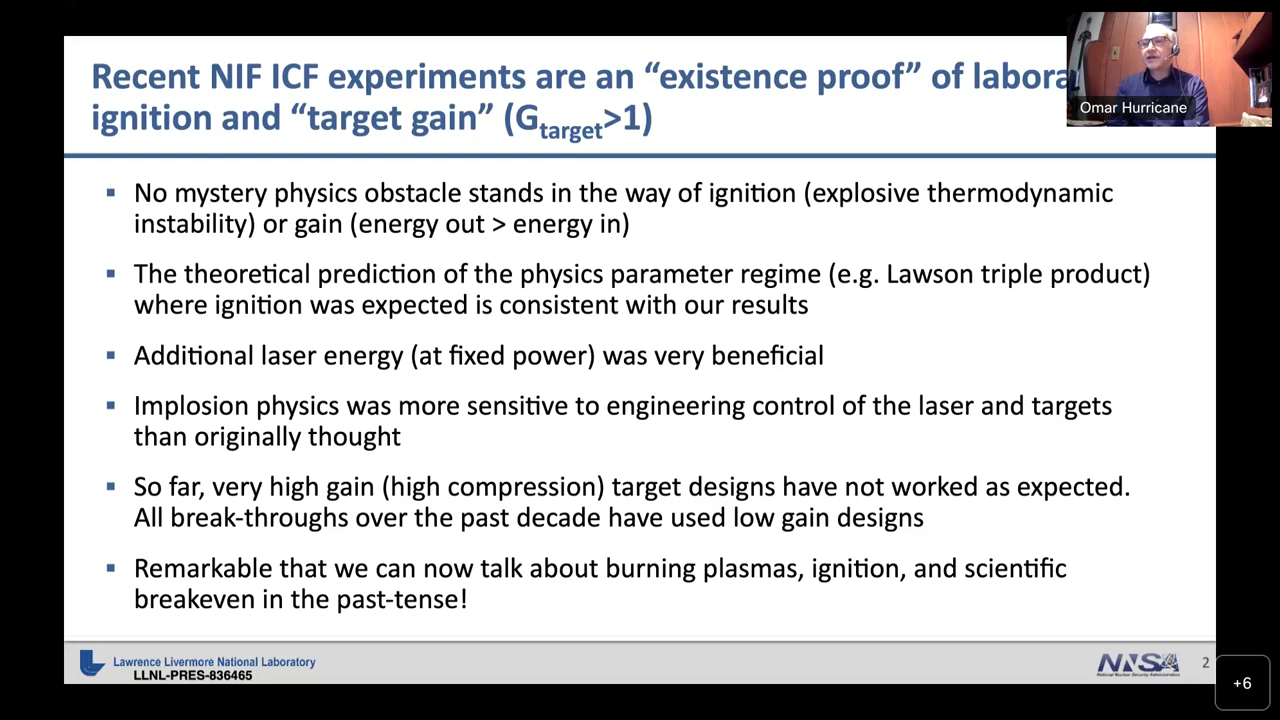 Recent NIF ICF experiments are an “existence proof” of labora
ignition and “target gain” (Gtarget>1)
Omar Hurricane
▪ No mystery physics obstacle stands in the way of ignition (explosive thermodynamic
instability) or gain (energy out > energy in)
▪ The theoretical prediction of the physics parameter regime (e.g. Lawson triple product)
where ignition was expected is consistent with our results
▪ Additional laser energy (at fixed power) was very beneficial
▪ Implosion physics was more sensitive to engineering control of the laser and targets
than originally thought
▪ So far, very high gain (high compression) target designs have not worked as expected.
All break-throughs over the past decade have used low gain designs
▪ Remarkable that we can now talk about burning plasmas, ignition, and scientific
breakeven in the past-tense!
Lawrence Livermore National Laboratory
LLNL-PRES-836465
NNSA
National Nuclear Security Administration
2
+6